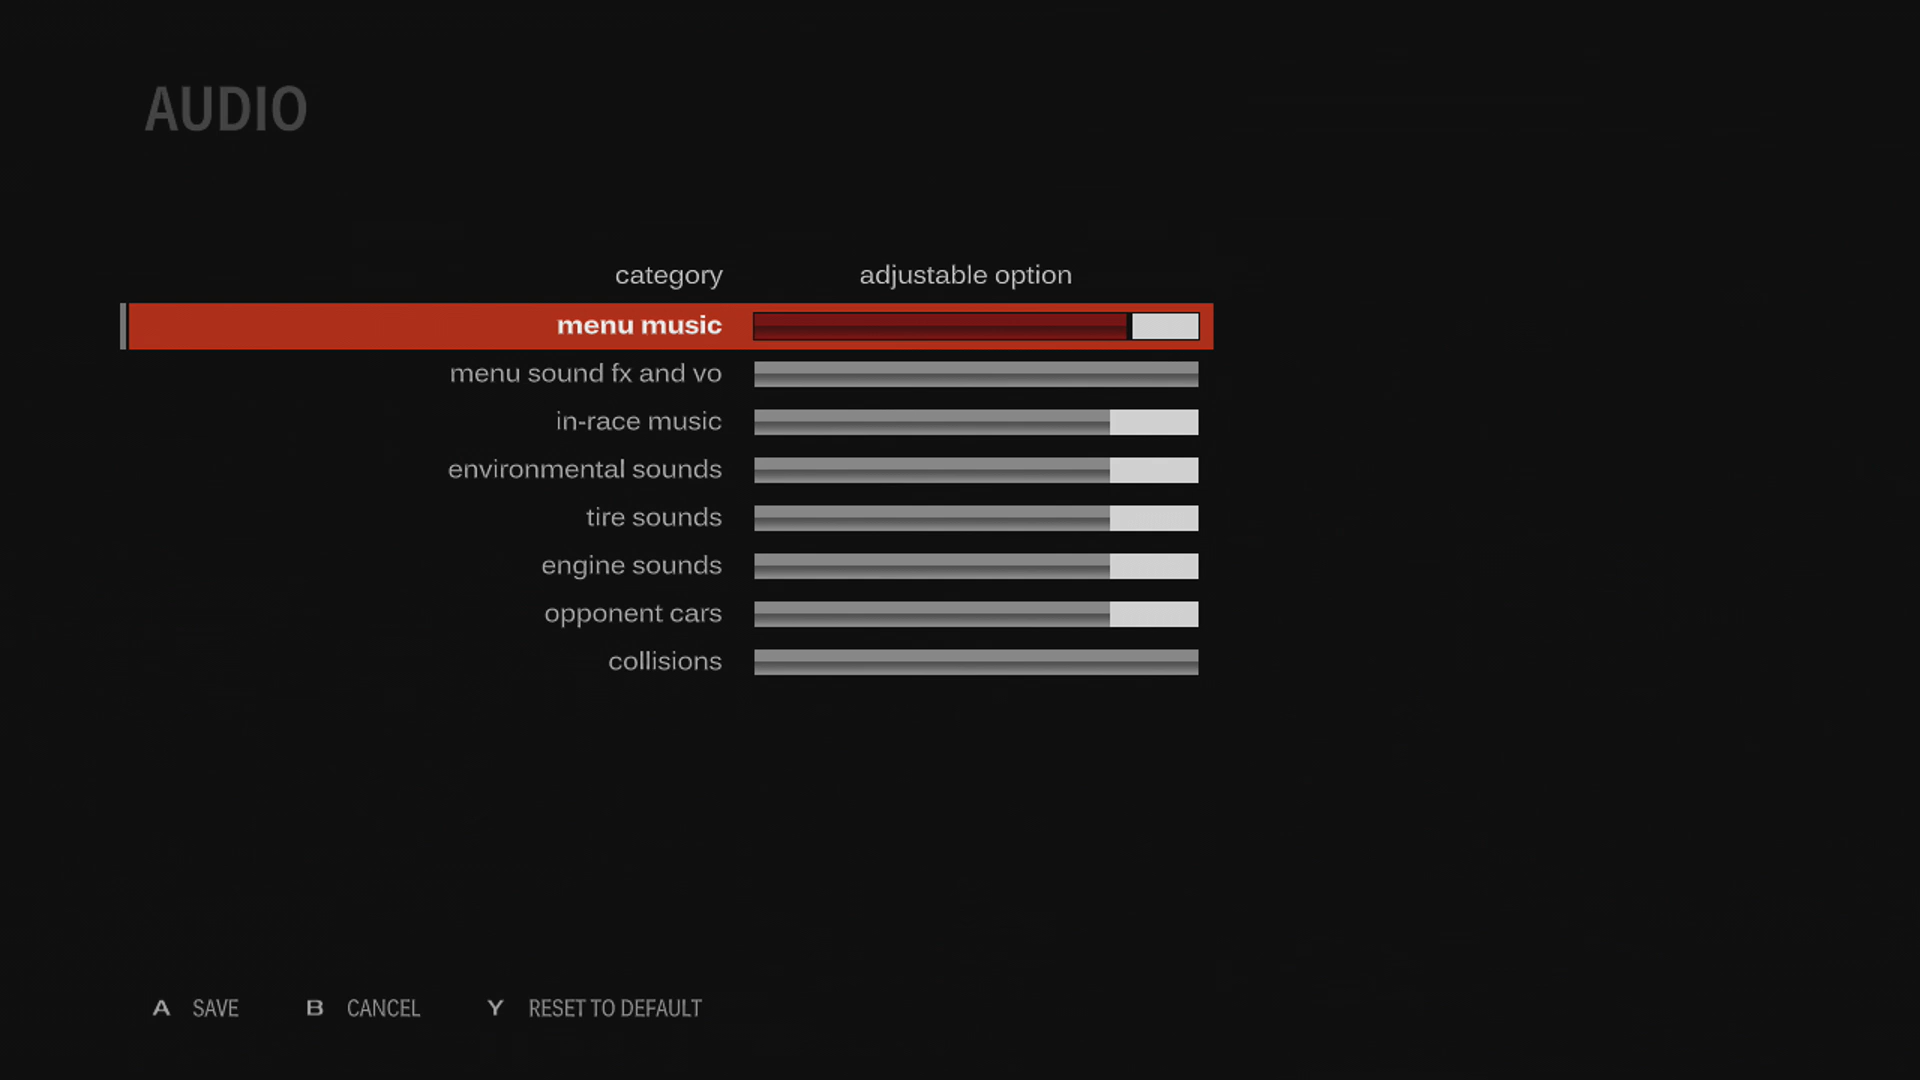 AUDIO
category adjustable option
menu music
menu sound fx and vo
in-race music
environmental sounds
tire sounds
engine sounds
opponent cars
collisions
A SAVE B CANCEL Y RESET TO DEFAULT